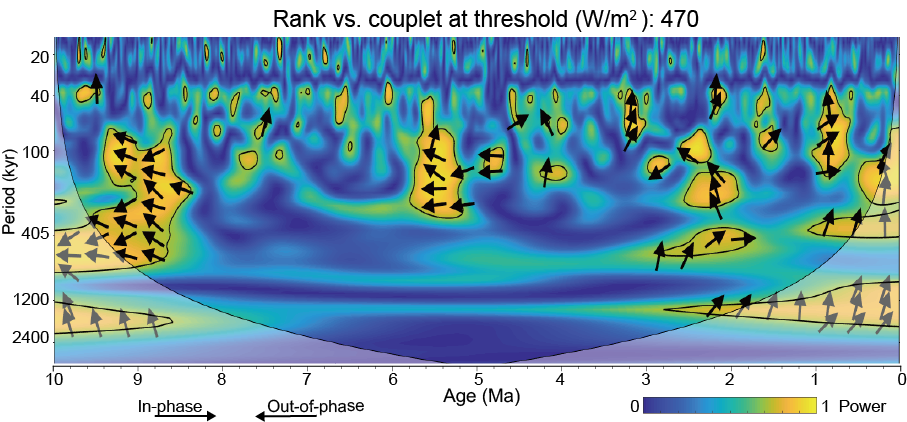 Rank vs. couplet at threshold (W/m²): 470
Period (kyr)
20
40
100
405
1200
2400
10 9 8 7 6 5 4 3 2 1 0
Age (Ma)
In-phase
Out-of-phase
0 1 Power